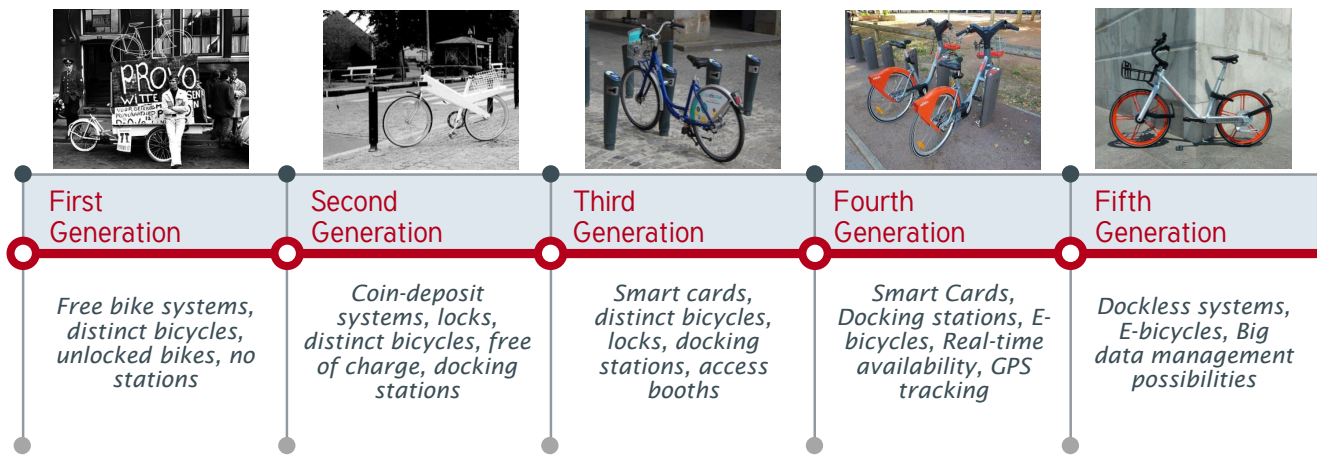 PROVO
WITTE
First
Generation
Second
Generation
Third
Generation
Fourth
Generation
Fifth
Generation
Free bike systems,
distinct bicycles,
unlocked bikes, no
stations
Coin-deposit
systems, locks,
distinct bicycles, free
of charge, docking
stations
Smart cards,
distinct bicycles,
locks, docking
stations, access
booths
Smart Cards,
Docking stations, E-
bicycles, Real-time
availability, GPS
tracking
Dockless systems,
E-bicycles, Big
data management
possibilities